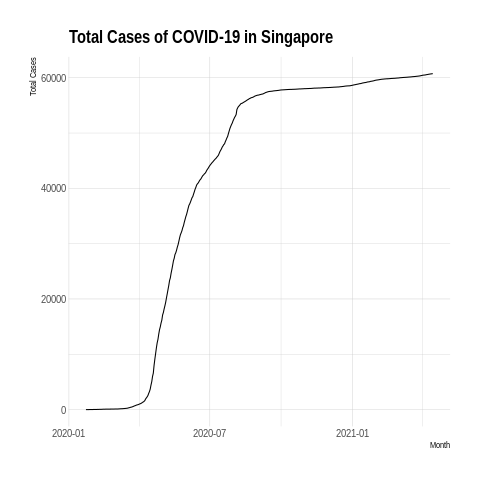 Total Cases of COVID-19 in Singapore
Total Cases
60000
40000
20000
0
2020-01 2020-07 2021-01
Month